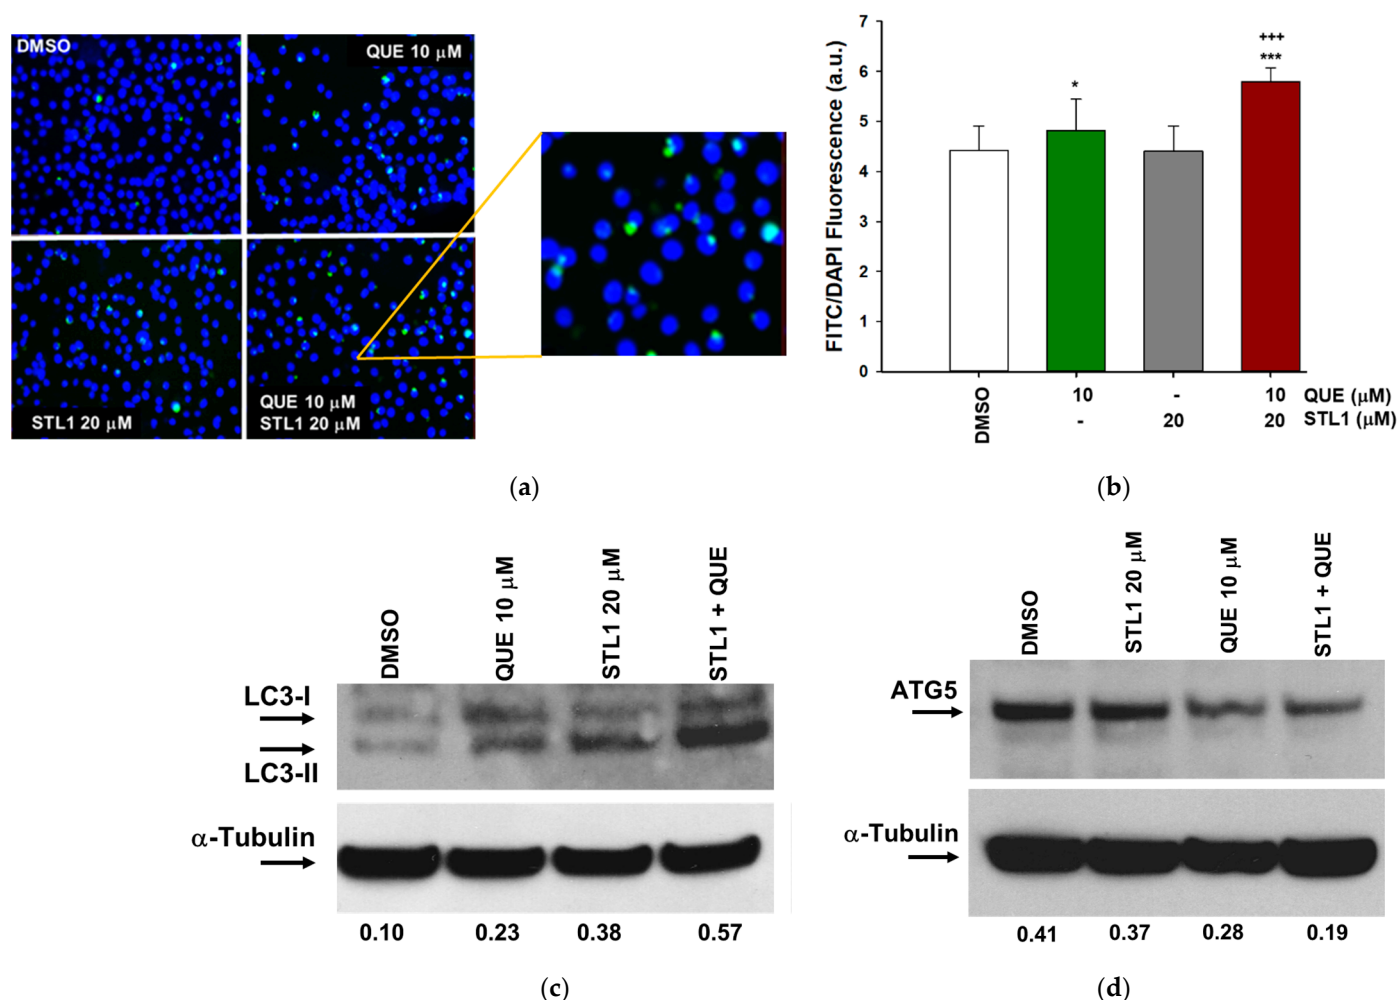 DMSO
QUE 10 μM
STL1 20 μM
QUE 10 μM
STL1 20 μM
(a)
FITC/DAPI Fluorescence (a.u.)
7
6
5
4
3
2
1
0
*
+++
***
DMSO
10 - 10 QUE (μM)
- 20 20 STL1 (μM)
(b)
DMSO
QUE 10 μM
STL1 20 μM
STL1 + QUE
LC3-I
LC3-II
α-Tubulin
0.10 0.23 0.38 0.57
(c)
DMSO
STL1 20 μM
QUE 10 μM
STL1 + QUE
ATG5
α-Tubulin
0.41 0.37 0.28 0.19
(d)